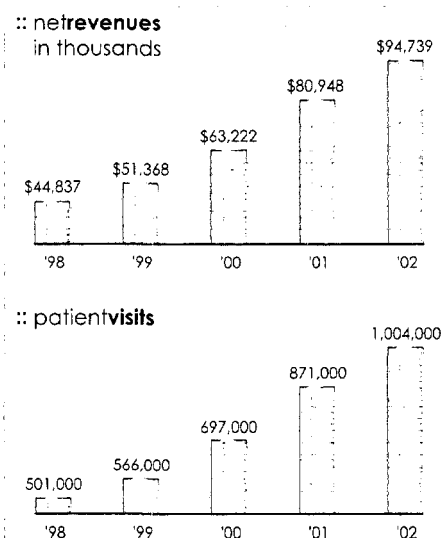 :: netrevenues
in thousands
$94,739
$80,948
$63,222
$51,368
$44,837
'98 '99 '00 '01 '02
:: patientvisits
1,004,000
871,000
697,000
566,000
501,000
'98 '99 '00 '01 '02